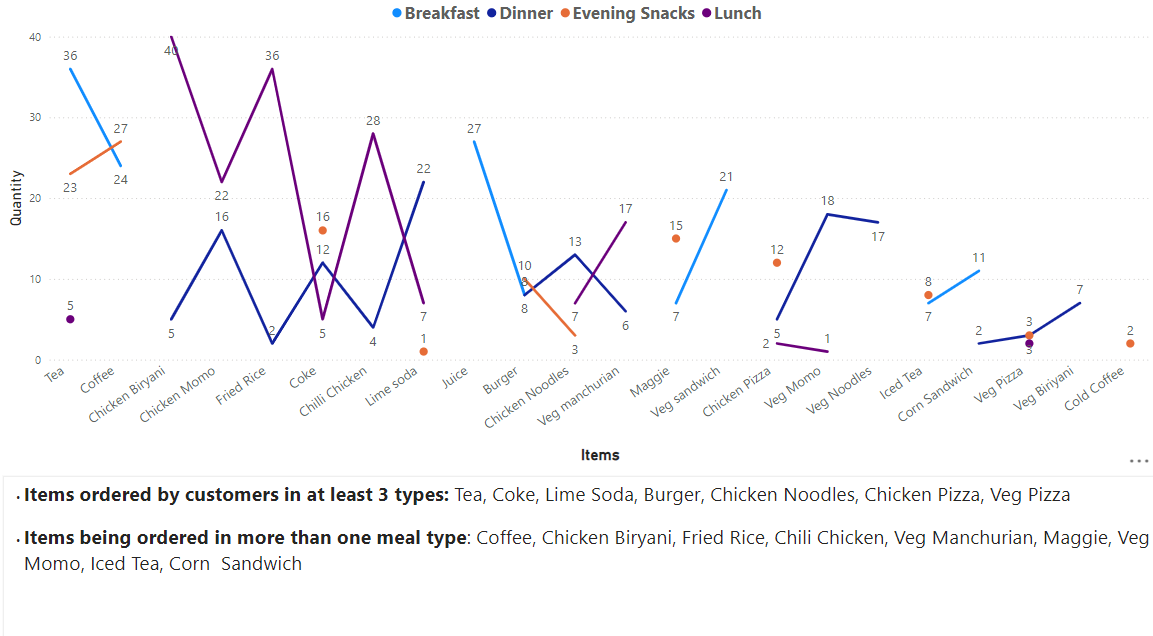 Breakfast Dinner Evening Snacks Lunch
40
30
20
10
0
Quantity
36
23
5
27
24
40
5
22
16
36
2
16
12
5
28
4
22
7
1
27
10
8
8
13
7
3
17
6
15
7
21
12
5
2
18
1
17
8
7
11
2
3
3
7
2
Tea
Coffee
Chicken Biryani
Chicken Momo
Fried Rice
Coke
Chilli Chicken
Lime soda
Juice
Burger
Chicken Noodles
Veg manchurian
Maggie
Veg sandwich
Chicken Pizza
Veg Momo
Veg Noodles
Iced Tea
Corn Sandwich
Veg Pizza
Veg Biriyani
Cold Coffee
Items
...
· Items ordered by customers in at least 3 types: Tea, Coke, Lime Soda, Burger, Chicken Noodles, Chicken Pizza, Veg Pizza
· Items being ordered in more than one meal type: Coffee, Chicken Biryani, Fried Rice, Chili Chicken, Veg Manchurian, Maggie, Veg
Momo, Iced Tea, Corn  Sandwich